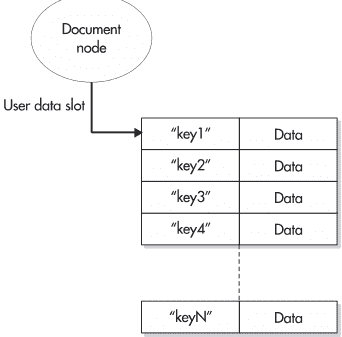 Document
node
User data slot
“key1” Data
“key2” Data
“key3” Data
“key4” Data
“keyN” Data